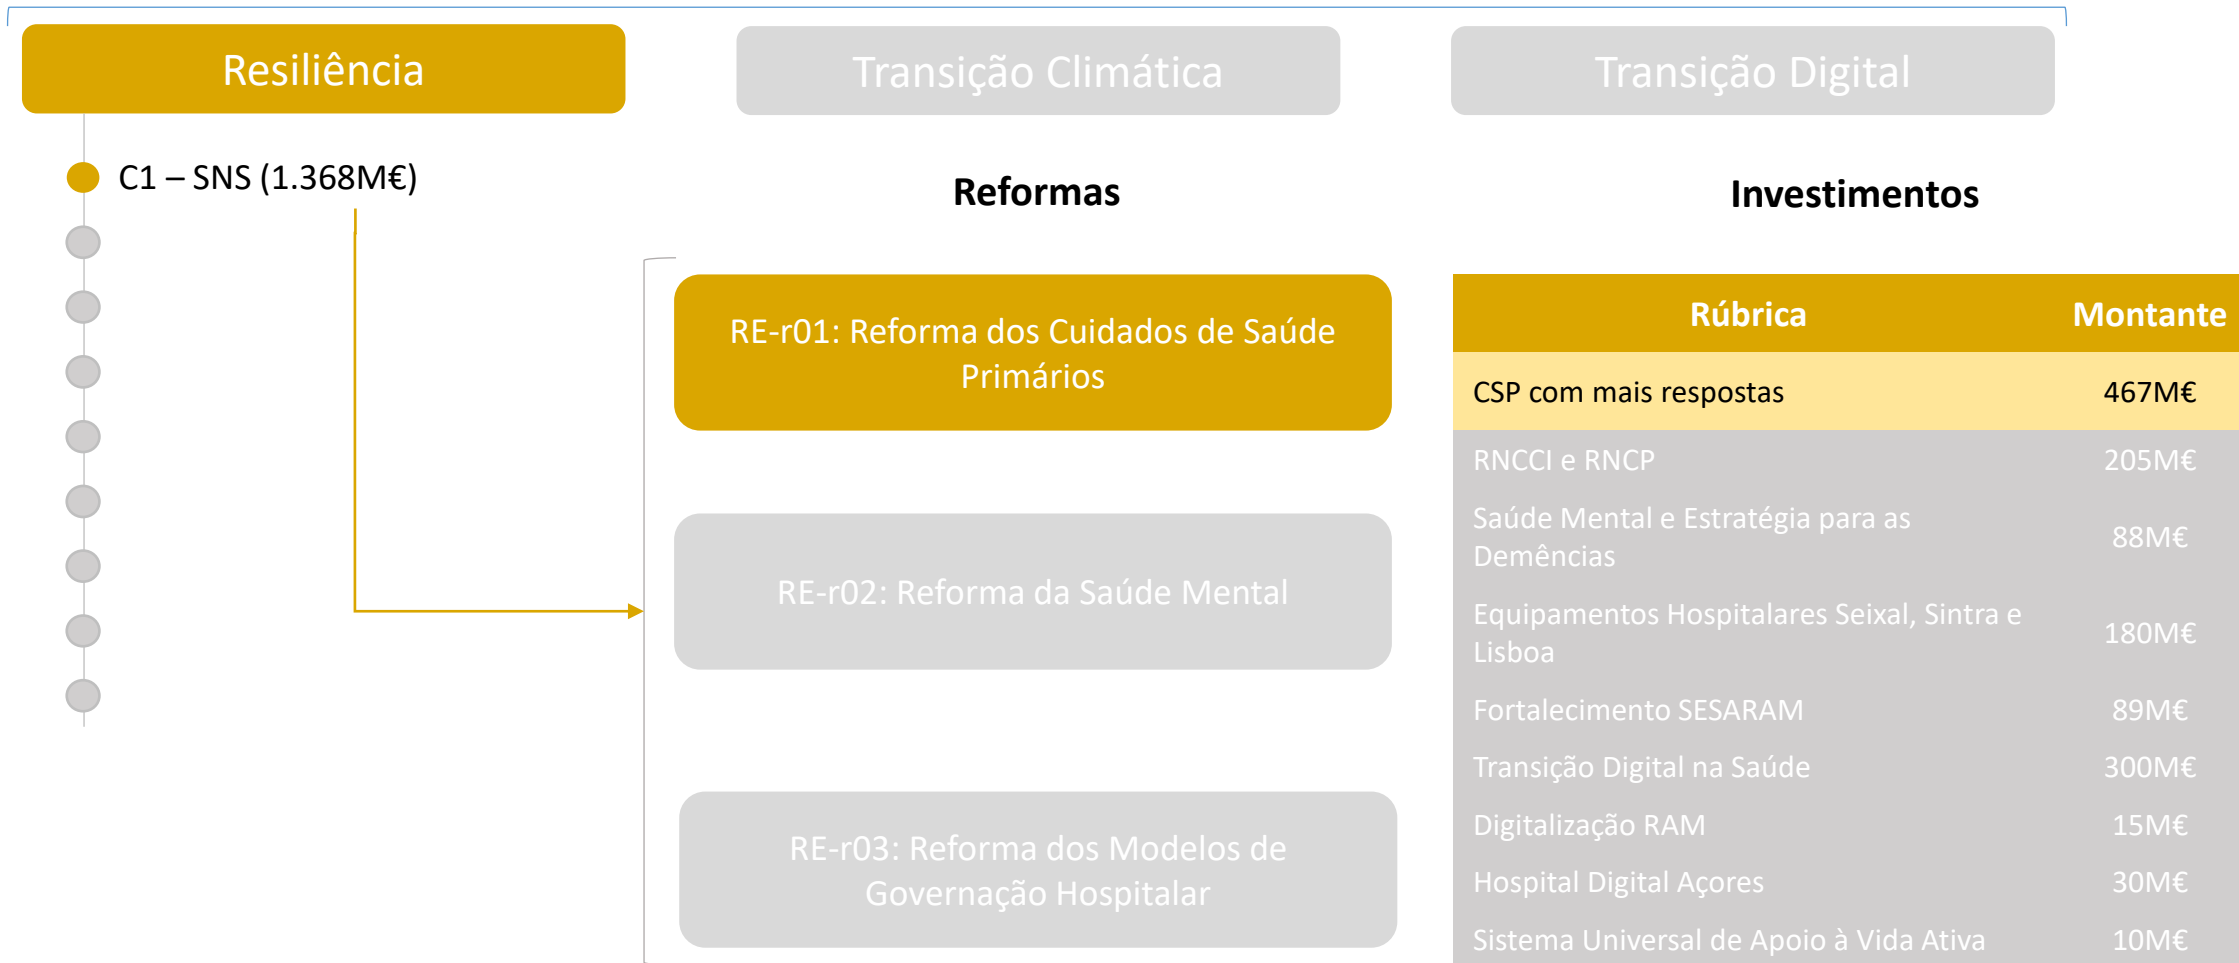 Resiliência
Transição Climática
Transição Digital
C1 – SNS (1.368M€)
Reformas
Investimentos
RE-r01: Reforma dos Cuidados de Saúde
Primários
RE-r02: Reforma da Saúde Mental
RE-r03: Reforma dos Modelos de
Governação Hospitalar
Rúbrica Montante
CSP com mais respostas 467M€
RNCCI e RNCP 205M€
Saúde Mental e Estratégia para as
Demências 88M€
Equipamentos Hospitalares Seixal, Sintra e
Lisboa 180M€
Fortalecimento SESARAM 89M€
Transição Digital na Saúde 300M€
Digitalização RAM 15M€
Hospital Digital Açores 30M€
Sistema Universal de Apoio à Vida Ativa 10M€